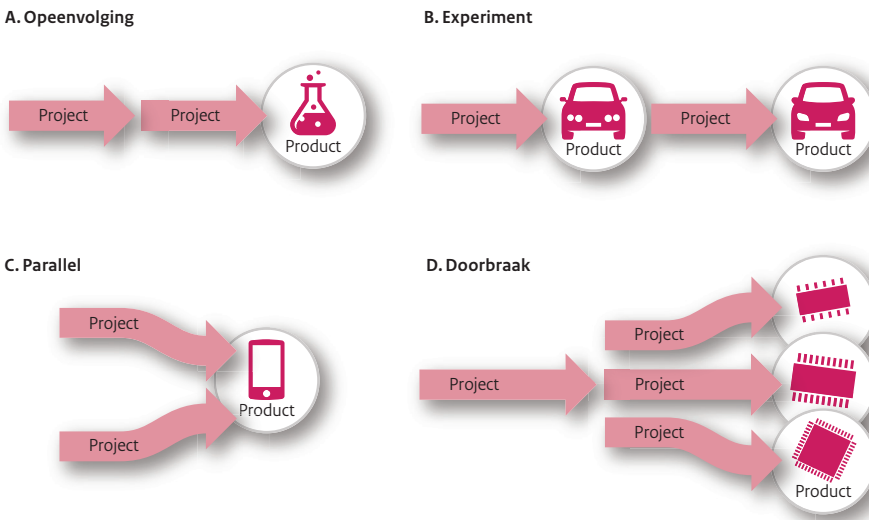 A. Opeenvolging
Project
Project
Product
B. Experiment
Project
Product
Project
Product
C. Parallel
Project
Project
Product
D. Doorbraak
Project
Project
Project
Project
Product